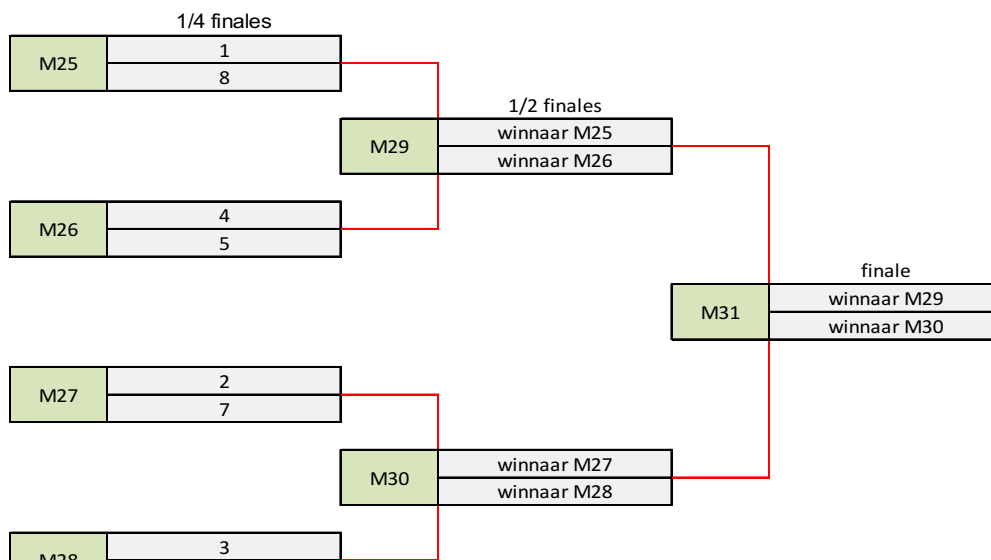 1/4 finales
M25
1
8
1/2 finales
M29
winnaar M25
winnaar M26
M26
4
5
finale
M31
winnaar M29
winnaar M30
M27
2
7
M30
winnaar M27
winnaar M28
M28
3